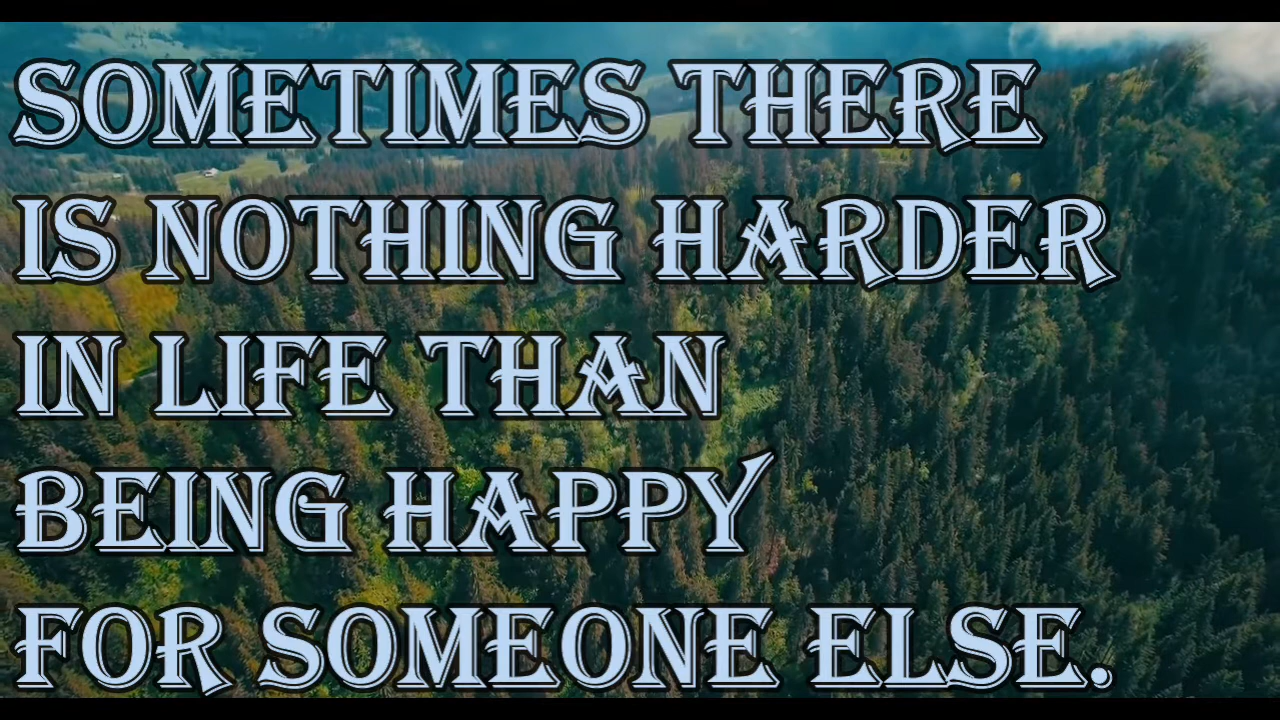 SOMETIMES THERE
IS NOTHING HARDER
IN LIFE THAN
BEING HAPPY
FOR SOMEONE ELSE.